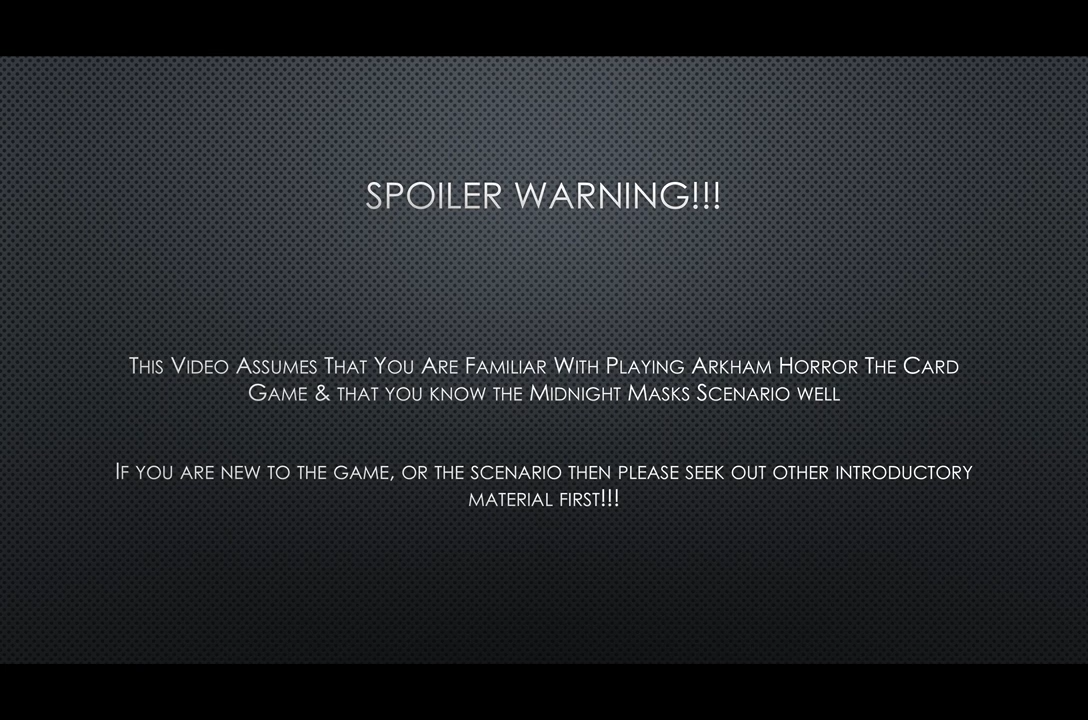 SPOILER WARNING!!!
THIS VIDEO ASSUMES THAT YOU ARE FAMILIAR WITH PLAYING ARKHAM HORROR THE CARD
GAME & THAT YOU KNOW THE MIDNIGHT MASKS SCENARIO WELL
IF YOU ARE NEW TO THE GAME, OR THE SCENARIO THEN PLEASE SEEK OUT OTHER INTRODUCTORY
MATERIAL FIRST!!!